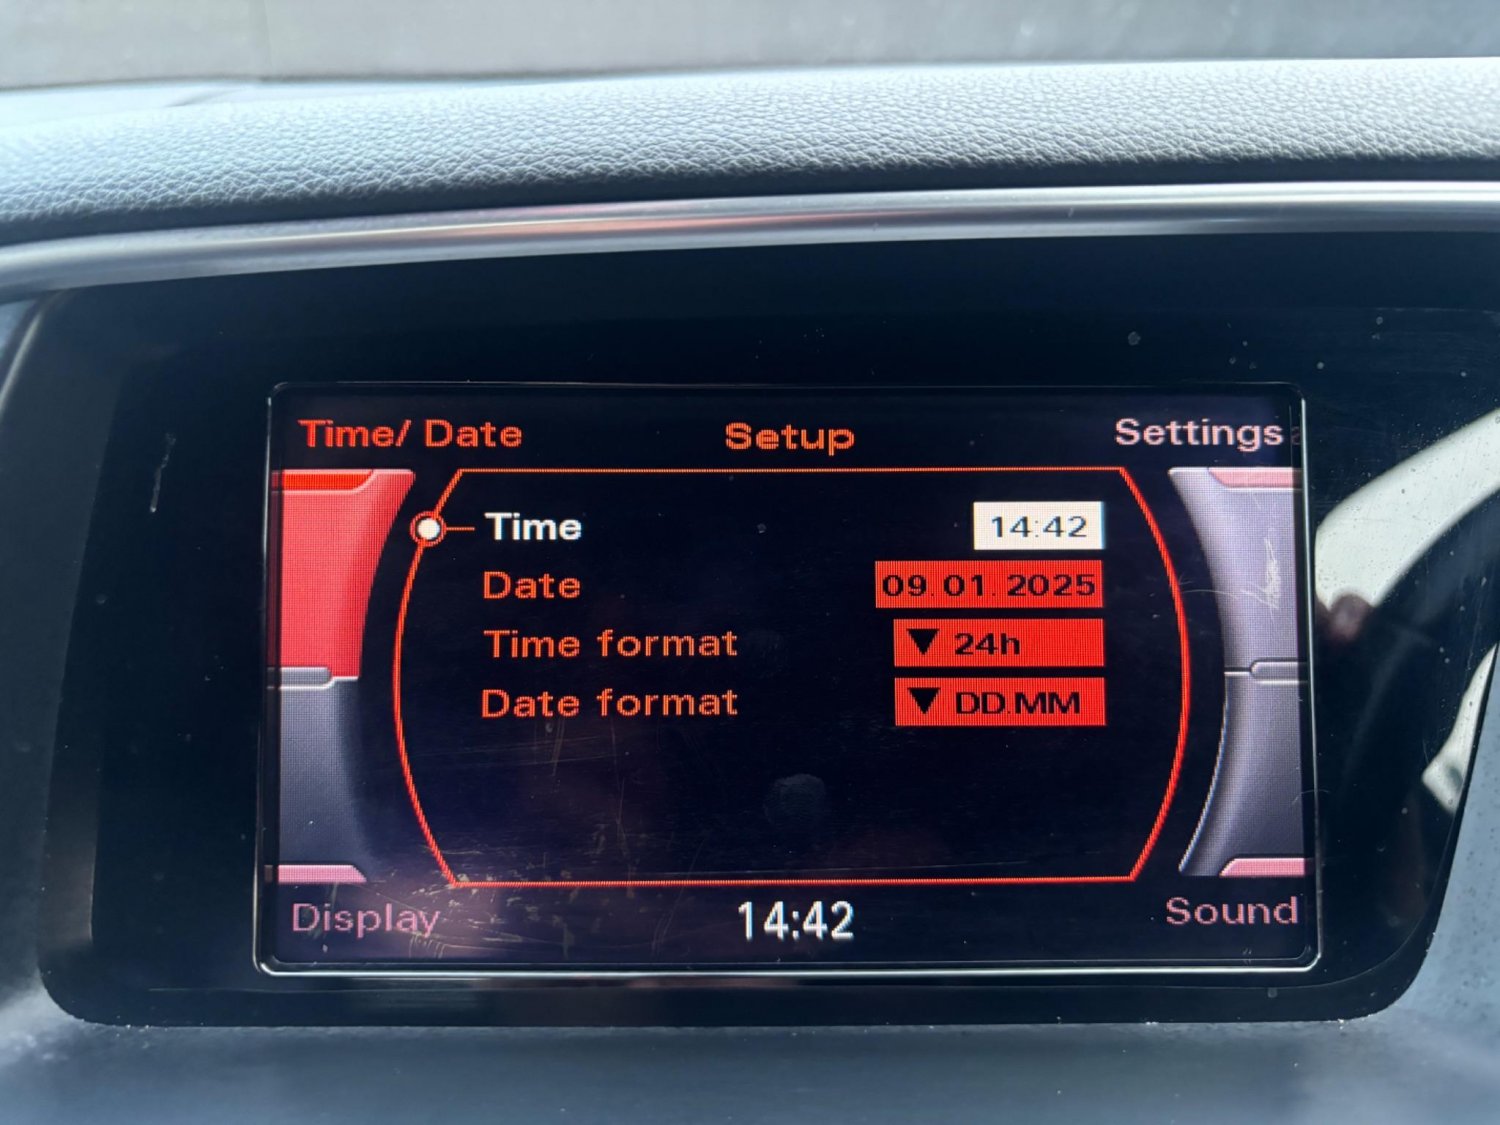 Time/ Date Setup Settings
Time 14:42
Date 09.01.2025
Time format ▼ 24h
Date format ▼ DD.MM
Display 14:42 Sound